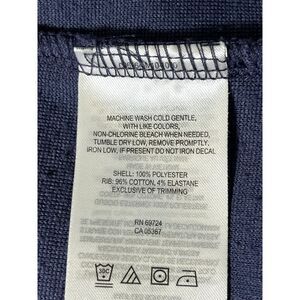 MACHINE WASH COLD GENTLE,
WITH LIKE COLORS,
NON-CHLORINE BLEACH WHEN NEEDED,
TUMBLE DRY LOW, REMOVE PROMPTLY,
IRON LOW, IF PRESENT DO NOT IRON DECAL
SHELL: 100% POLYESTER
RIB: 96% COTTON, 4% ELASTANE
EXCLUSIVE OF TRIMMING
RN 69724
CA 05367
30C